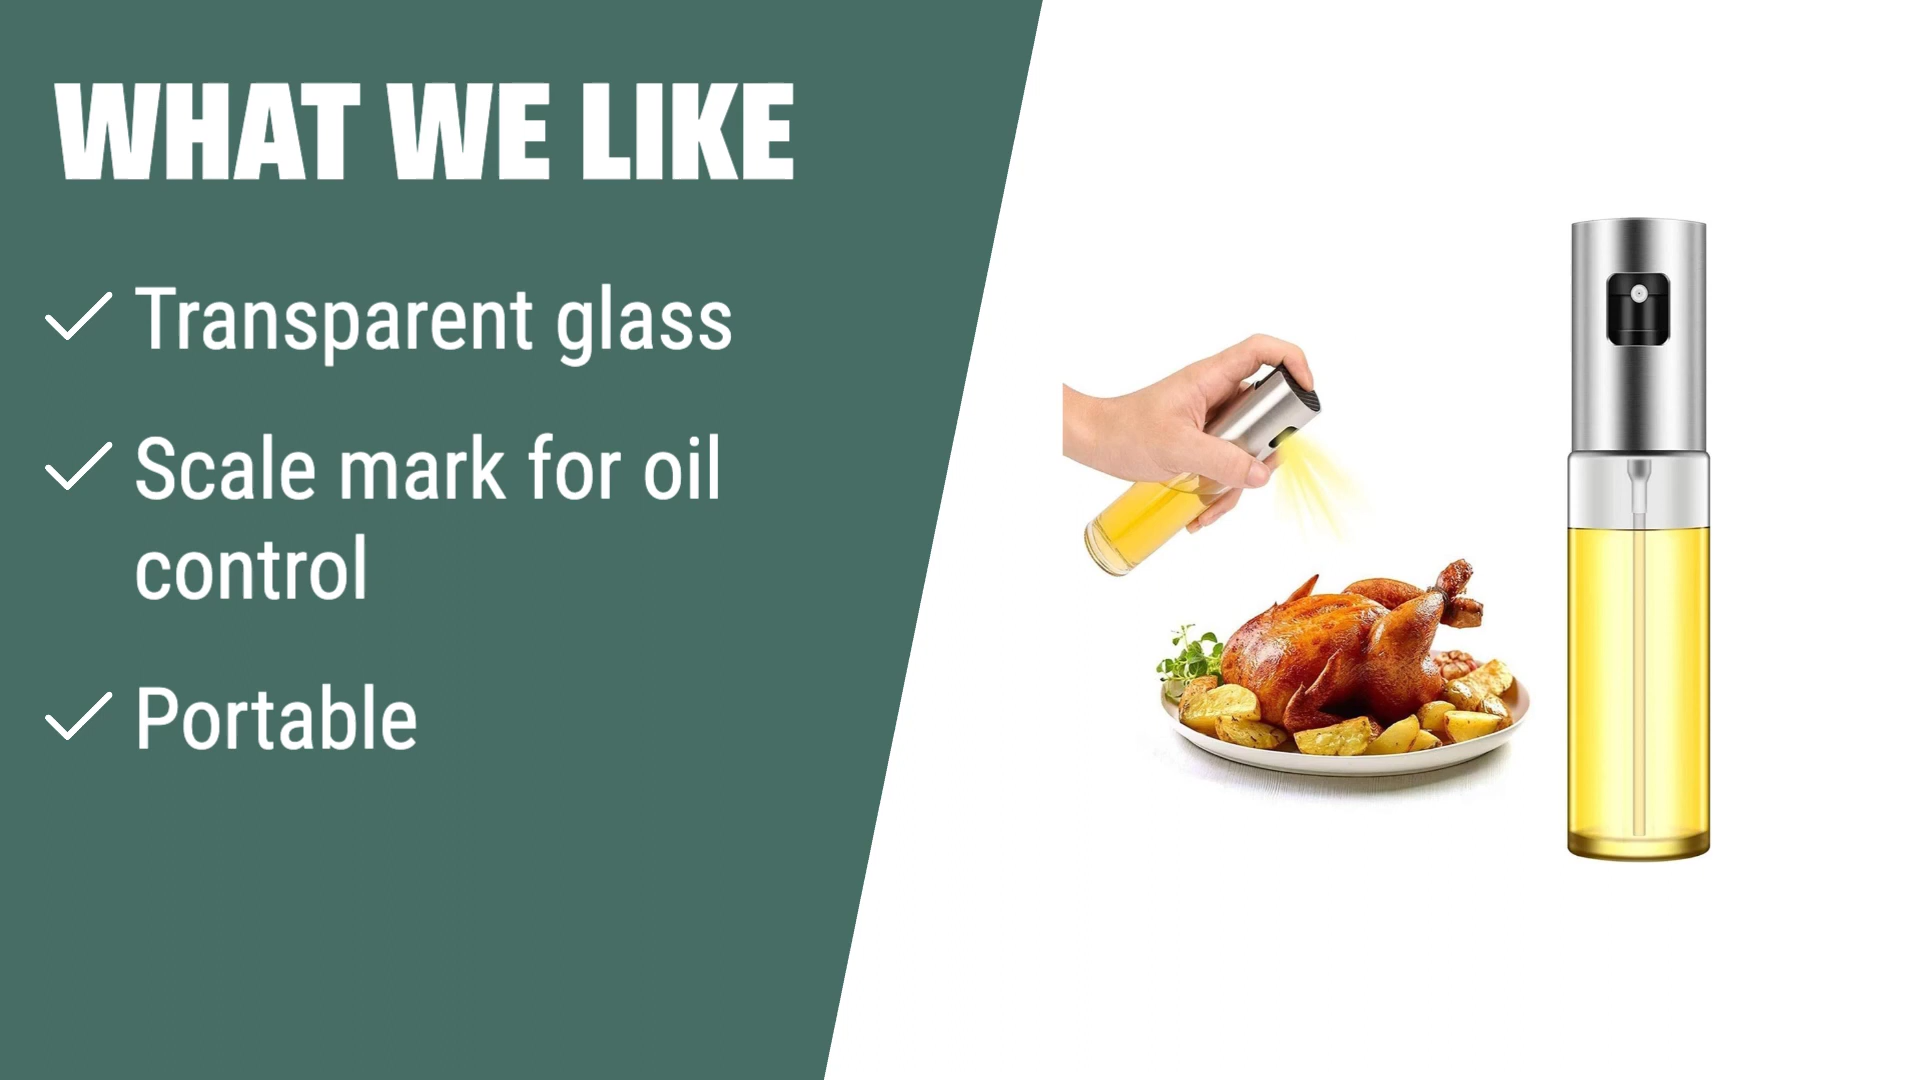 WHAT WE LIKE
Transparent glass
Scale mark for oil
control
Portable